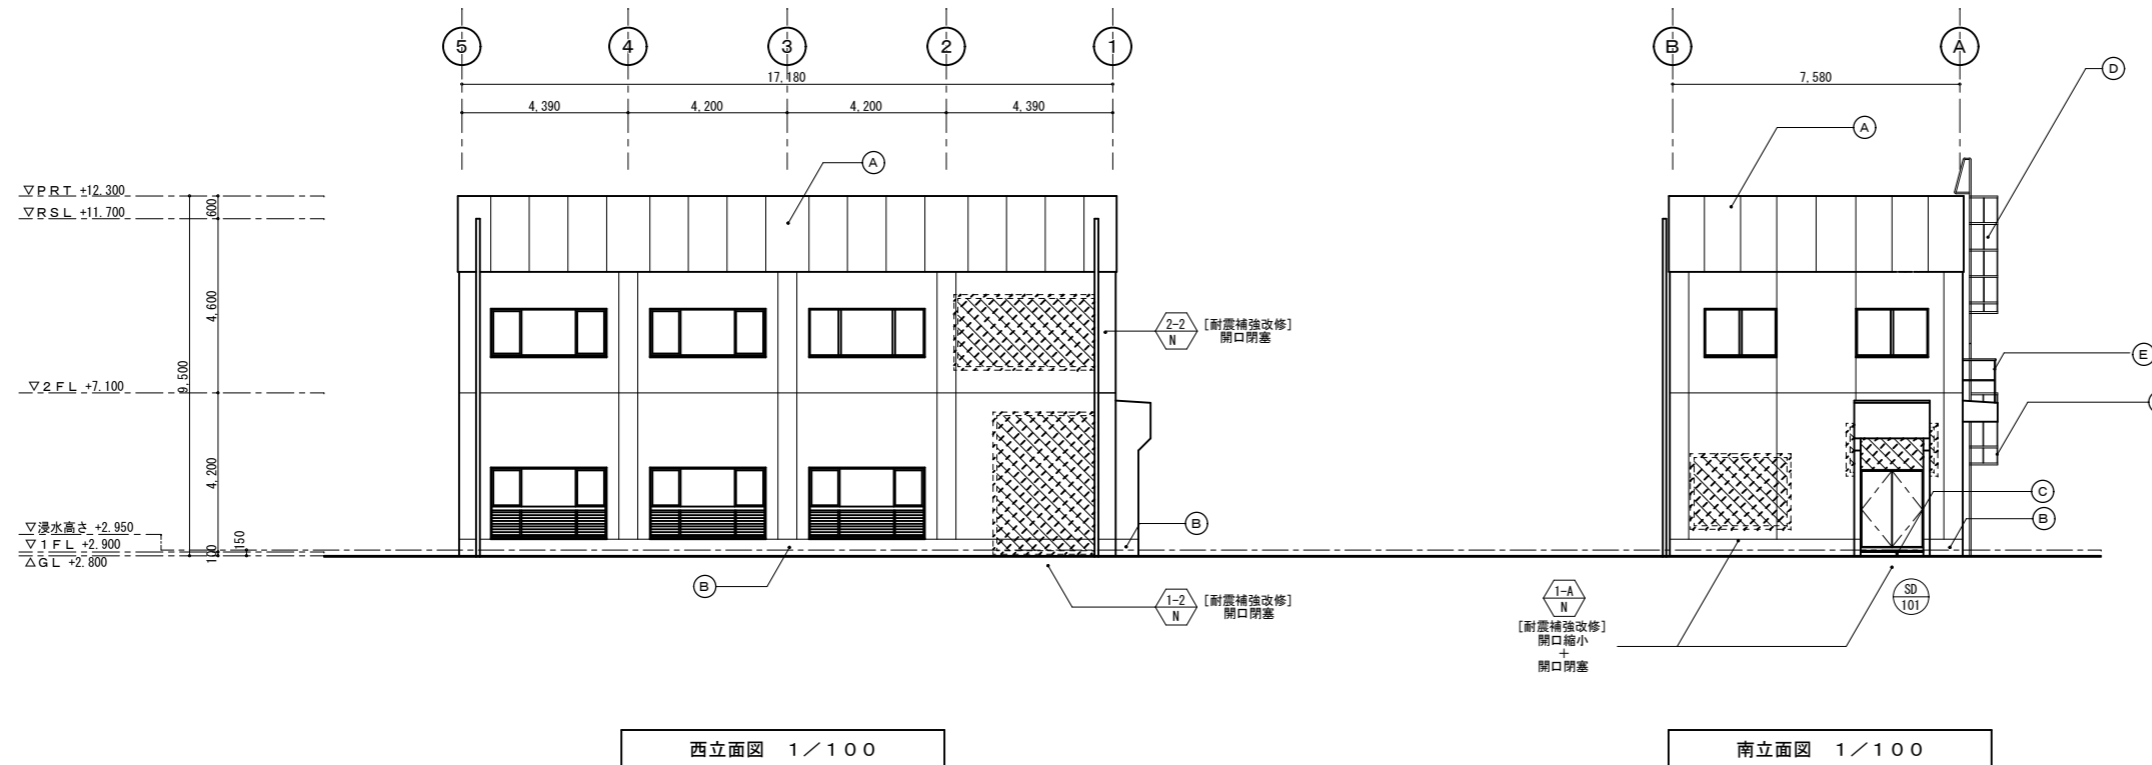 5
4
3
2
1
B
A
17,180
7,580
4,390
4,200
4,200
4,390
D
A
A
▽PRT +12.300
▽RSL +11.700
600
4,600
9,500
▽2FL +7.100
4,200
▽浸水高さ +2.950
▽1FL +2.900
△GL +2.800
150
100
2-2
N
[耐震補強改修]
開口閉塞
E
C
B
B
B
1-2
N
[耐震補強改修]
開口閉塞
1-A
N
[耐震補強改修]
開口縮小
+
開口閉塞
SD
101
西立面図 1/100
南立面図 1/100